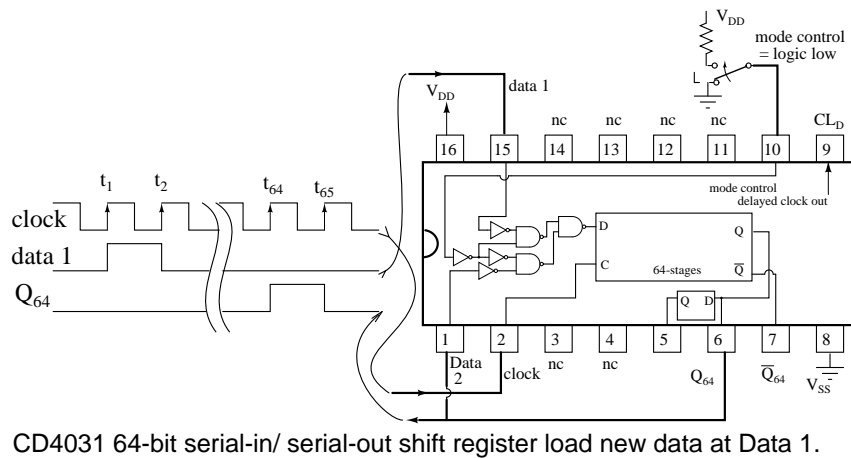 V_DD
mode control
= logic low
L
data 1
V_DD
nc
nc
nc
nc
CL_D
16
15
14
13
12
11
10
9
mode control
delayed clock out
t_1
t_2
t_64
t_65
clock
data 1
Q_64
D
Q
C
64-stages
Q̅
Q
D
1
2
3
4
5
6
7
8
Data
2
clock
nc
nc
Q_64
Q̅_64
V_SS
CD4031 64-bit serial-in/ serial-out shift register load new data at Data 1.